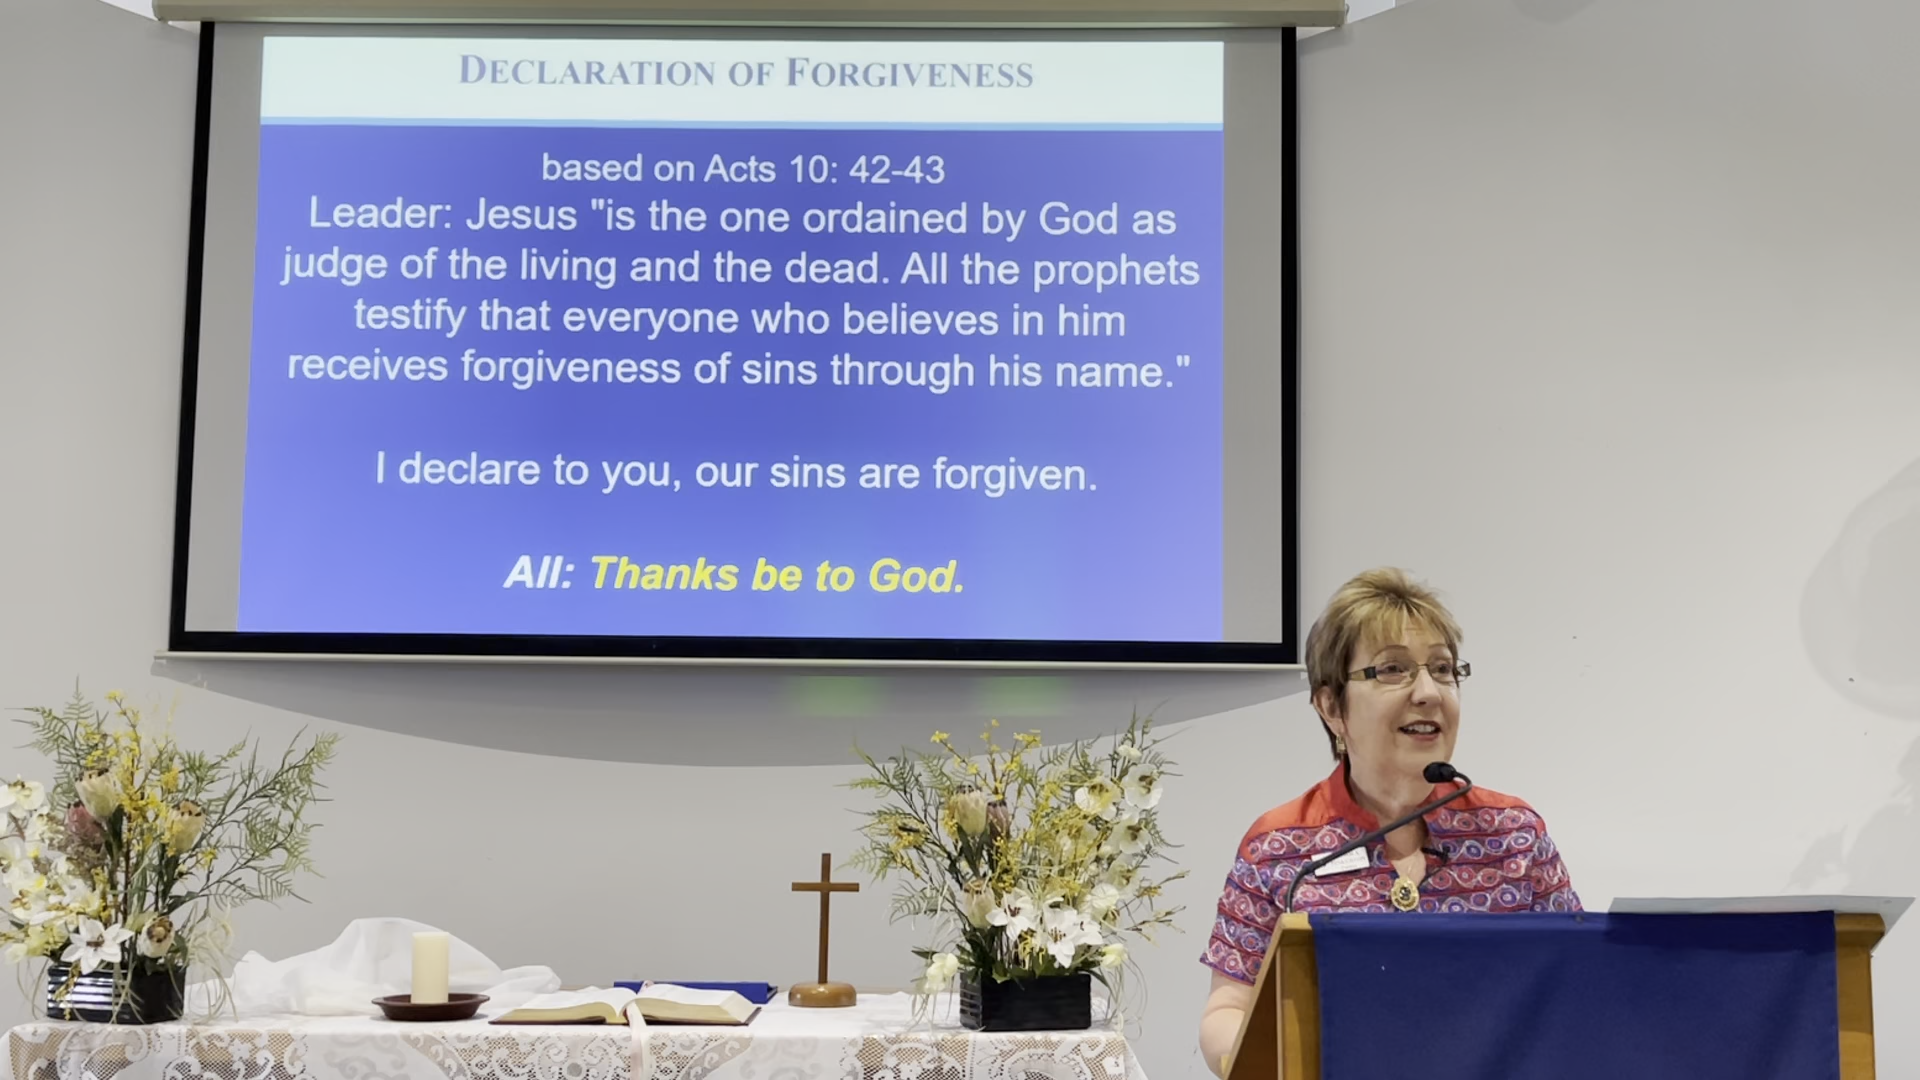 DECLARATION OF FORGIVENESS
based on Acts 10: 42-43
Leader: Jesus "is the one ordained by God as
judge of the living and the dead. All the prophets
testify that everyone who believes in him
receives forgiveness of sins through his name."
I declare to you, our sins are forgiven.
All: Thanks be to God.